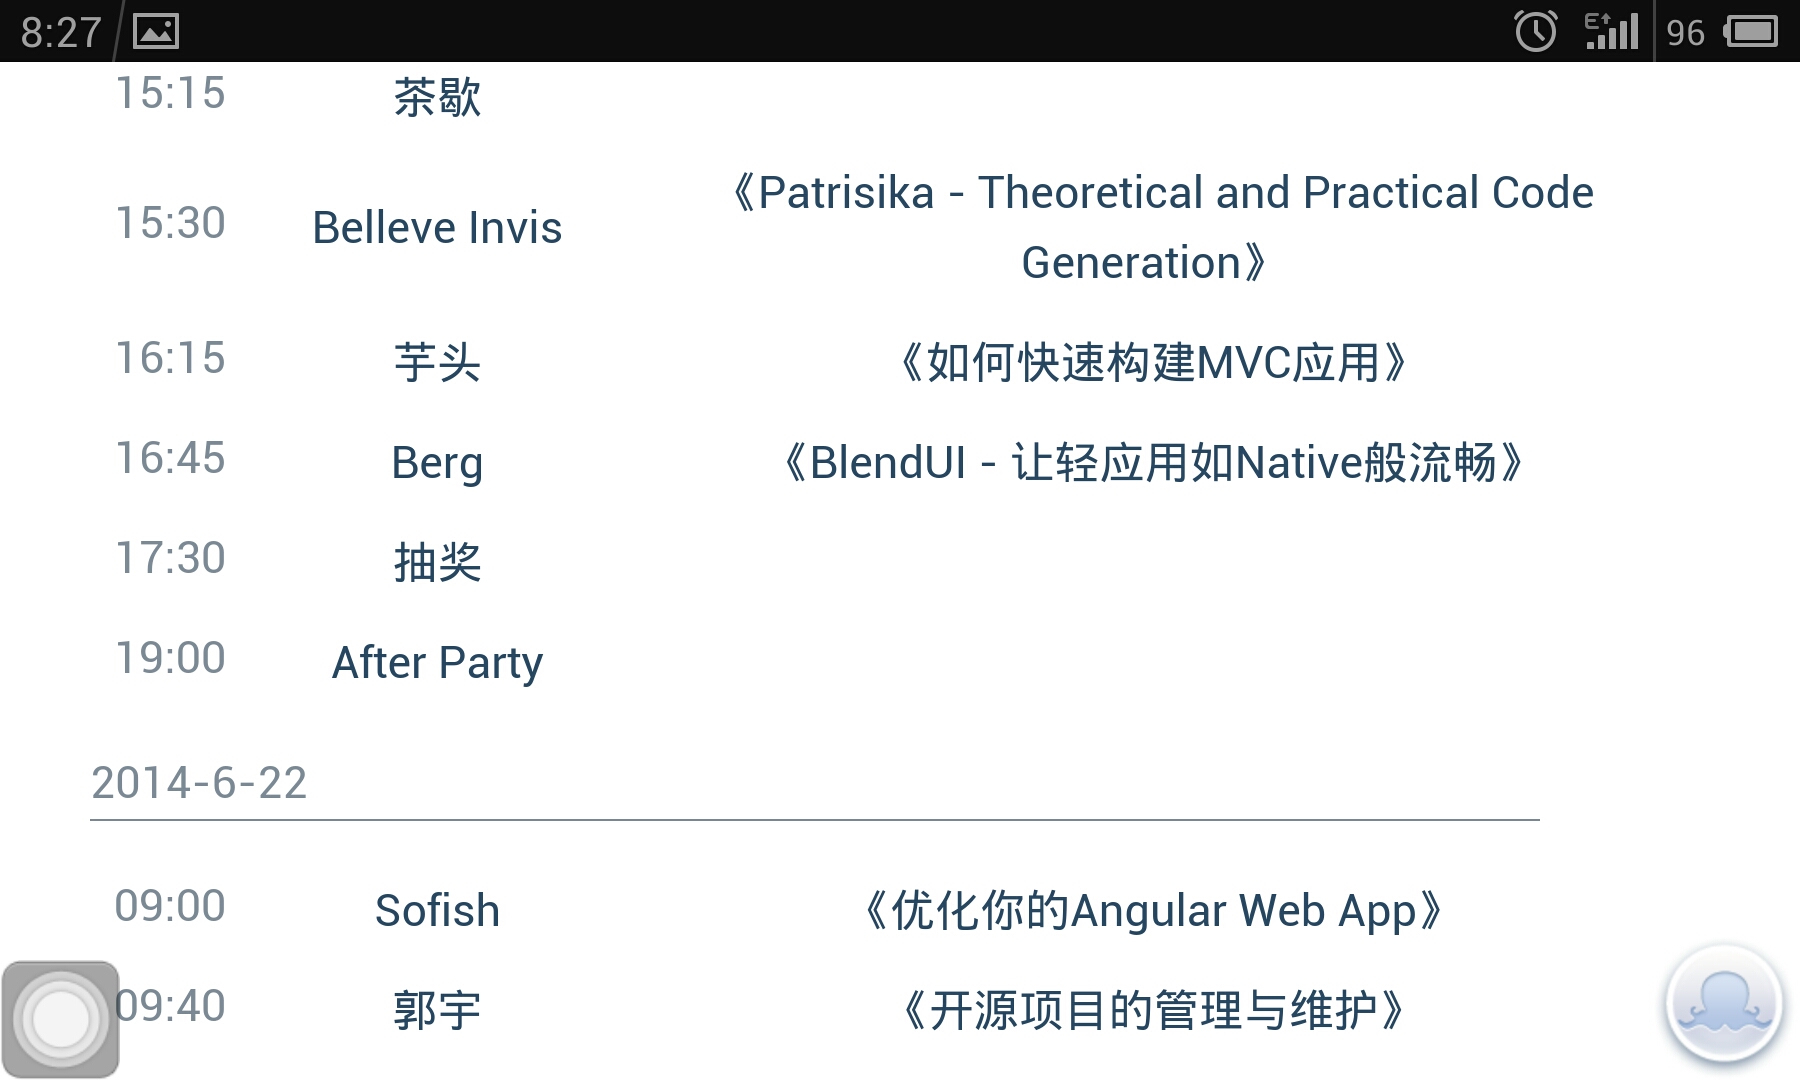 8:27 96
15:15 茶歇
15:30 Belleve Invis 《Patrisika - Theoretical and Practical Code
Generation》
16:15 芋头 《如何快速构建MVC应用》
16:45 Berg 《BlendUI - 让轻应用如Native般流畅》
17:30 抽奖
19:00 After Party
2014-6-22
09:00 Sofish 《优化你的Angular Web App》
09:40 郭宇 《开源项目的管理与维护》